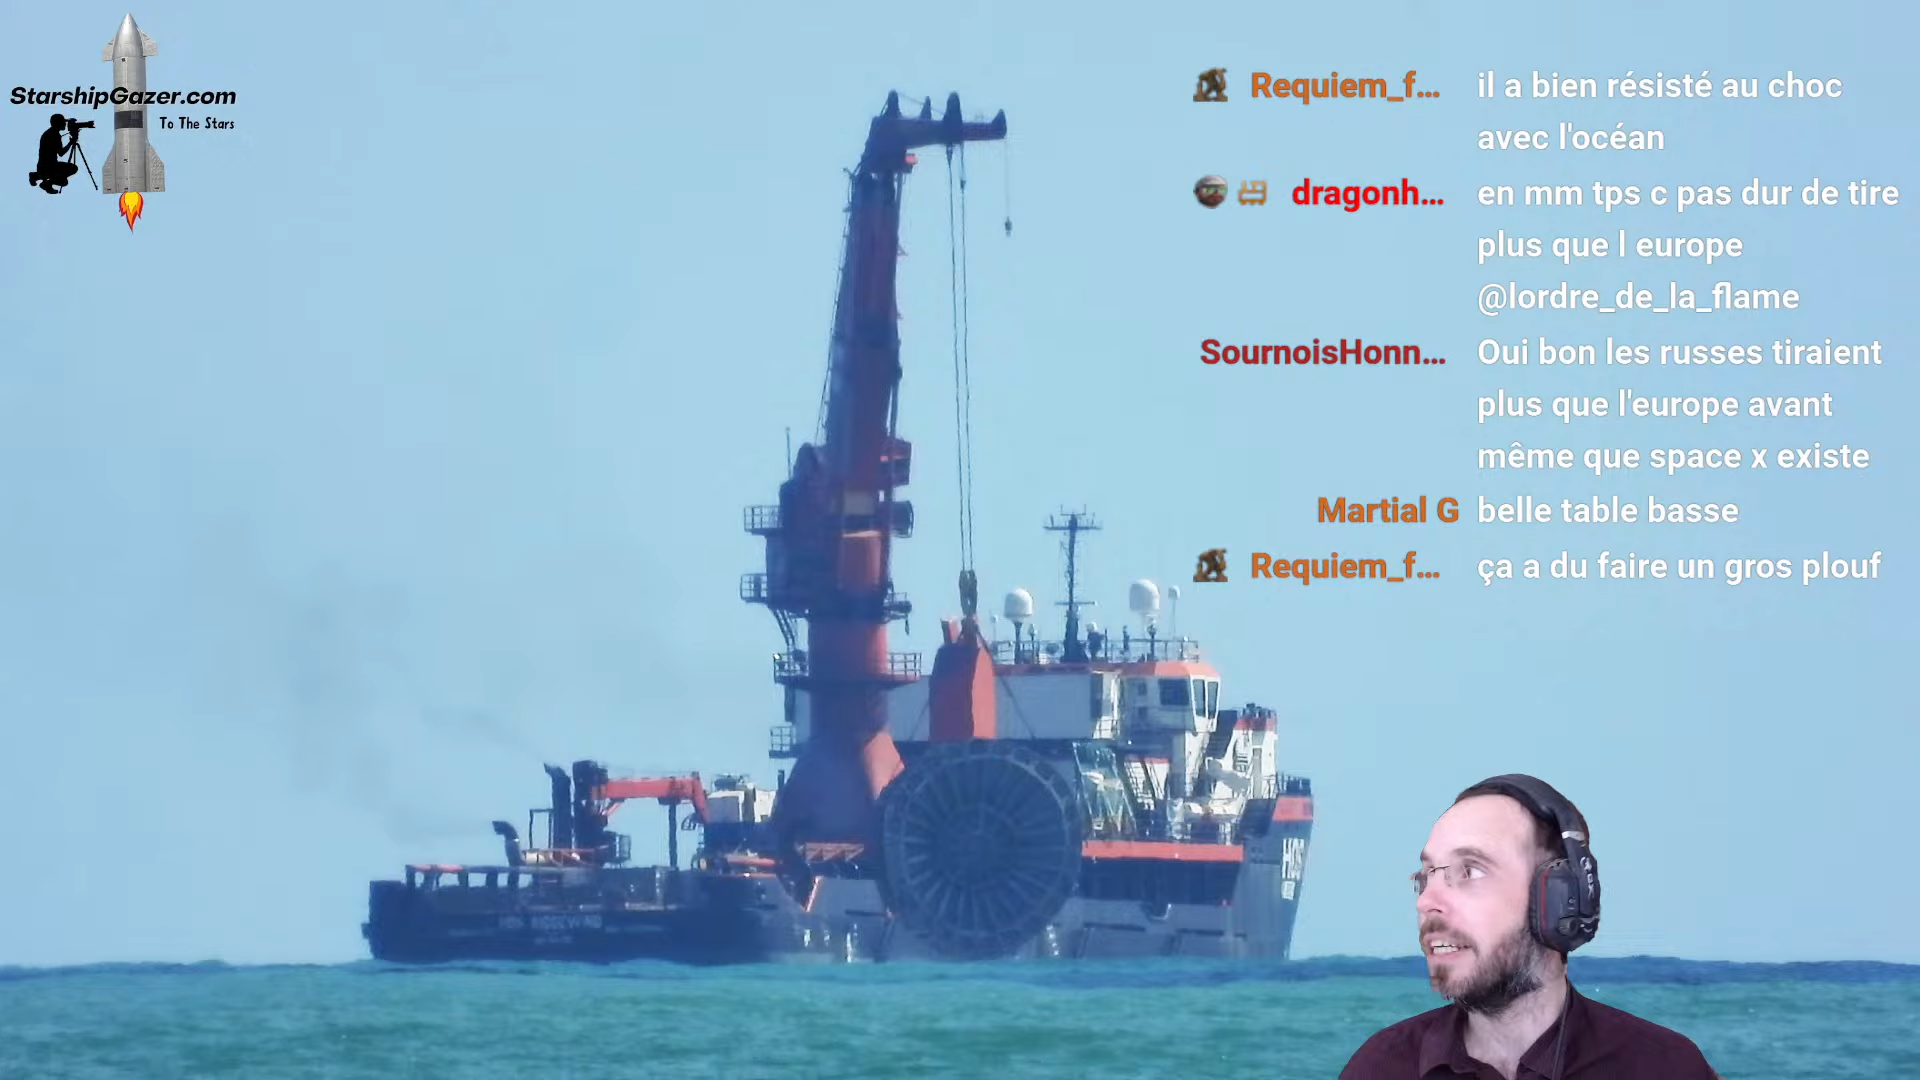 StarshipGazer.com
To The Stars
Requiem_f... il a bien résisté au choc
avec l'océan
dragonh... en mm tps c pas dur de tire
plus que l europe
@lordre_de_la_flame
SournoisHonn... Oui bon les russes tiraient
plus que l'europe avant
même que space x existe
Martial G belle table basse
Requiem_f... ça a du faire un gros plouf
HOS